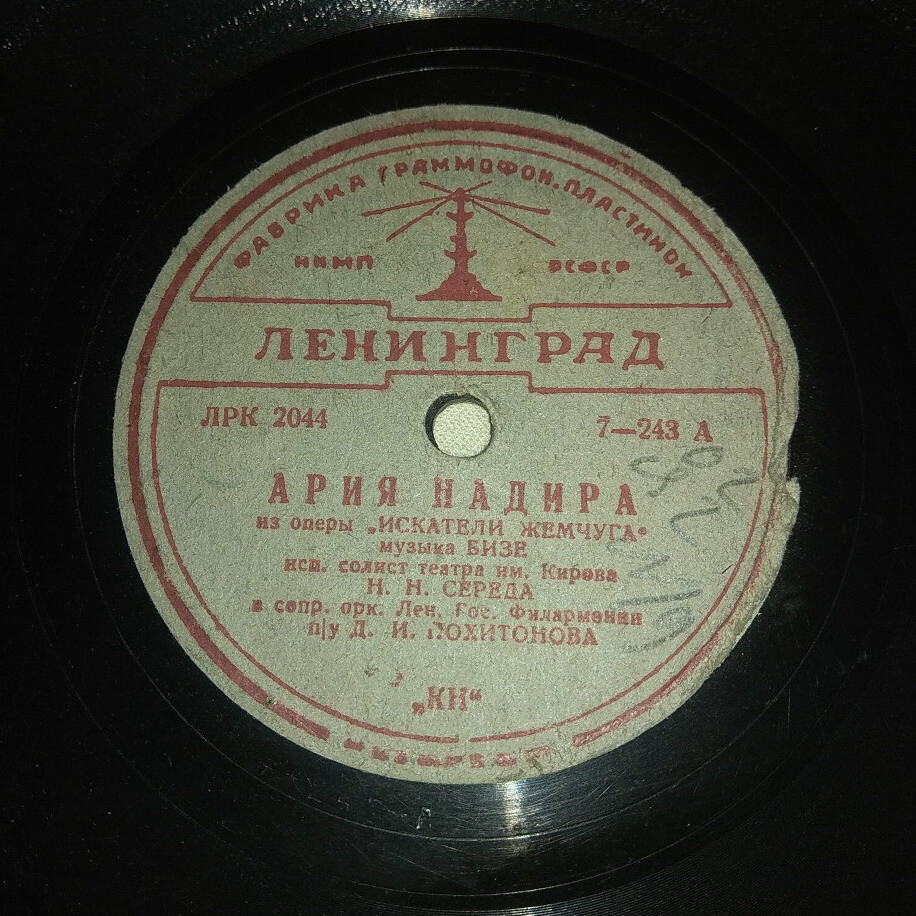 ФАБРИКА ГРАММОФОН. ПЛАСТИНОК
НКМП РСФСР
ЛЕНИНГРАД
ЛРК 2044 7—243 А
АРИЯ НАДИРА
из оперы „ИСКАТЕЛИ ЖЕМЧУГА“
музыка БИЗЕ
исп. солист театра им. Кирова
Н. Н. СЕРЕДА
в сопр. орк. Лен. Гос. Филармонии
п/у Д. И. ПОХИТОНОВА
„КН“